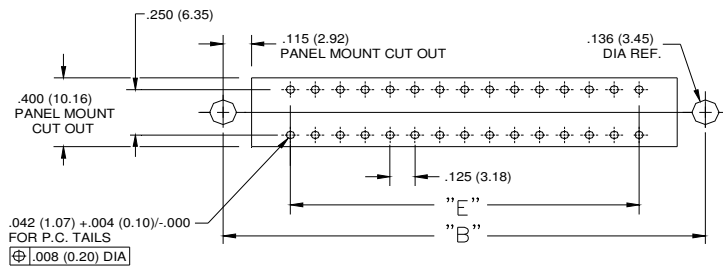 .250 (6.35)
.115 (2.92)
PANEL MOUNT CUT OUT
.136 (3.45)
DIA REF.
.400 (10.16)
PANEL MOUNT
CUT OUT
.125 (3.18)
"E"
"B"
.042 (1.07) +.004 (0.10)/-.000
FOR P.C. TAILS
⌖ .008 (0.20) DIA